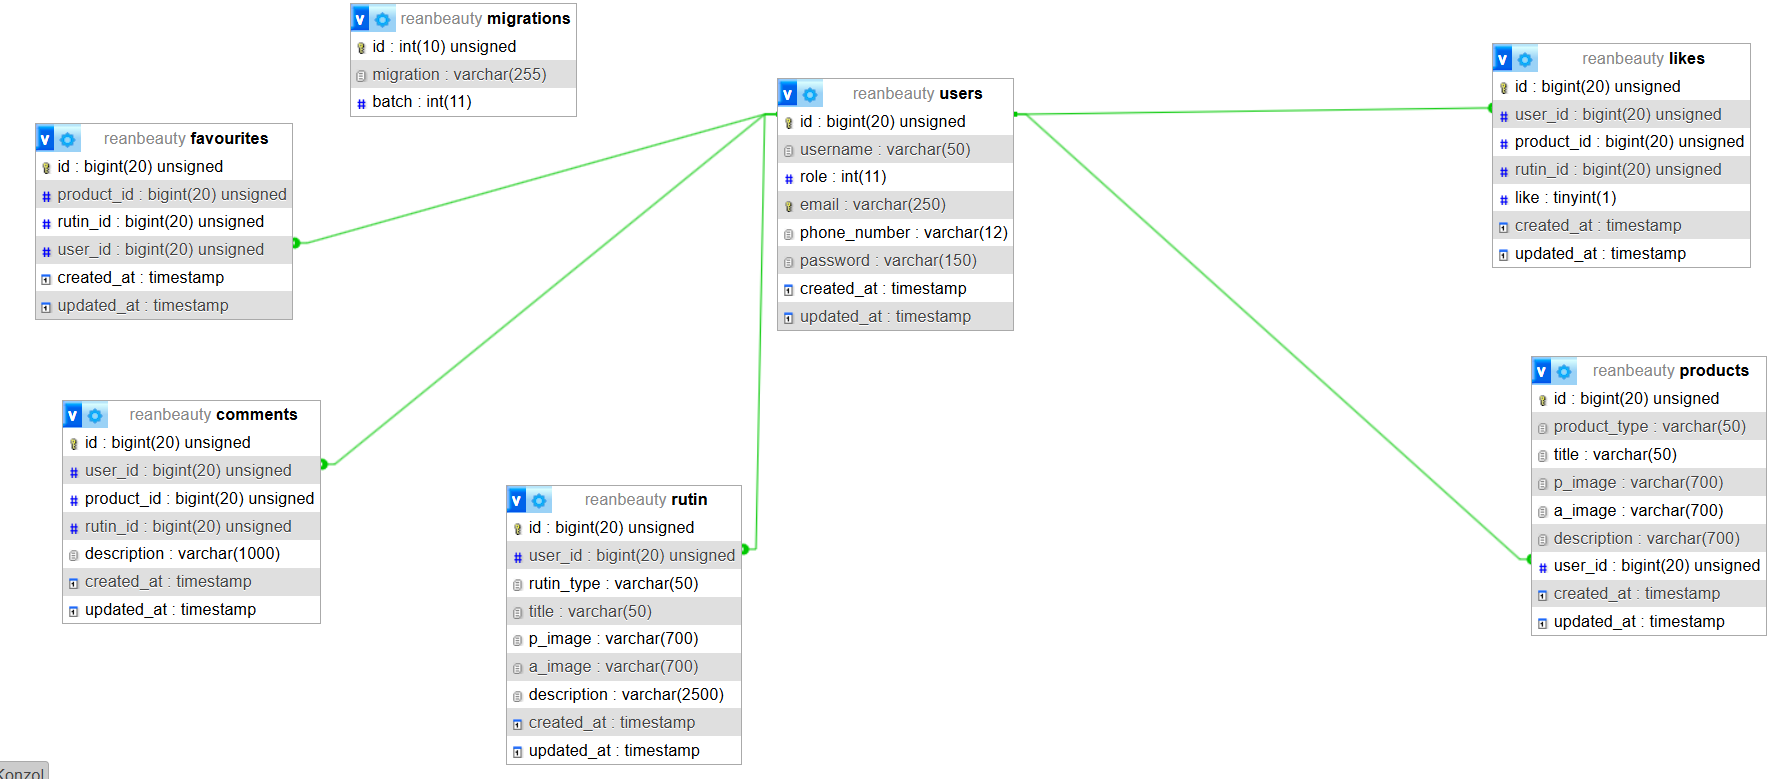 reanbeauty migrations
id : int(10) unsigned
migration : varchar(255)
batch : int(11)
reanbeauty favourites
id : bigint(20) unsigned
product_id : bigint(20) unsigned
rutin_id : bigint(20) unsigned
user_id : bigint(20) unsigned
created_at : timestamp
updated_at : timestamp
reanbeauty users
id : bigint(20) unsigned
username : varchar(50)
role : int(11)
email : varchar(250)
phone_number : varchar(12)
password : varchar(150)
created_at : timestamp
updated_at : timestamp
reanbeauty likes
id : bigint(20) unsigned
user_id : bigint(20) unsigned
product_id : bigint(20) unsigned
rutin_id : bigint(20) unsigned
like : tinyint(1)
created_at : timestamp
updated_at : timestamp
reanbeauty comments
id : bigint(20) unsigned
user_id : bigint(20) unsigned
product_id : bigint(20) unsigned
rutin_id : bigint(20) unsigned
description : varchar(1000)
created_at : timestamp
updated_at : timestamp
reanbeauty rutin
id : bigint(20) unsigned
user_id : bigint(20) unsigned
rutin_type : varchar(50)
title : varchar(50)
p_image : varchar(700)
a_image : varchar(700)
description : varchar(2500)
created_at : timestamp
updated_at : timestamp
reanbeauty products
id : bigint(20) unsigned
product_type : varchar(50)
title : varchar(50)
p_image : varchar(700)
a_image : varchar(700)
description : varchar(700)
user_id : bigint(20) unsigned
created_at : timestamp
updated_at : timestamp
Konzol